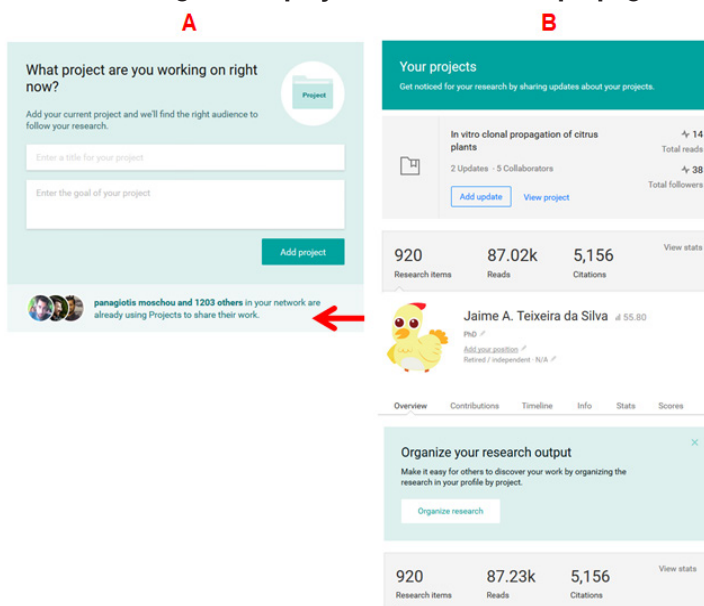 A
What project are you working on right
now?
Project
Add your current project and we'll find the right audience to
follow your research.
Enter a title for your project
Enter the goal of your project
Add project
panagiotis moschou and 1203 others in your network are
already using Projects to share their work.
B
Your projects
Get noticed for your research by sharing updates about your projects.
In vitro clonal propagation of citrus
plants
14
Total reads
2 Updates · 5 Collaborators
38
Total followers
Add update View project
920 87.02k 5,156 View stats
Research items Reads Citations
Jaime A. Teixeira da Silva 55.80
PhD
Add your position
Retired / independent · N/A
Overview Contributions Timeline Info Stats Scores
Organize your research output
Make it easy for others to discover your work by organizing the
research in your profile by project.
Organize research
920 87.23k 5,156 View stats
Research items Reads Citations